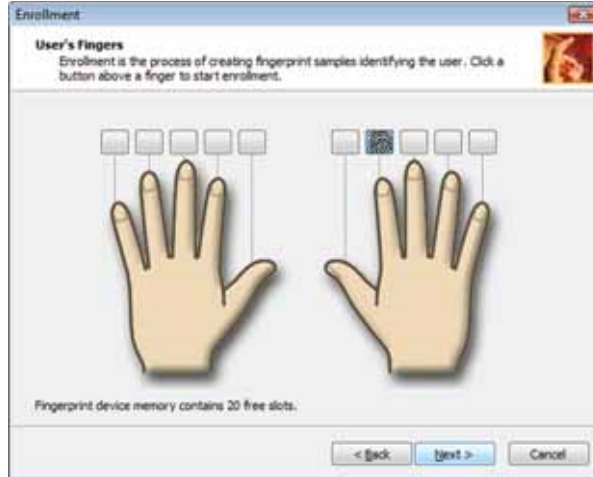 Enrollment
User's Fingers
Enrollment is the process of creating fingerprint samples identifying the user. Click a
button above a finger to start enrollment.
Fingerprint device memory contains 20 free slots.
< Back Next > Cancel